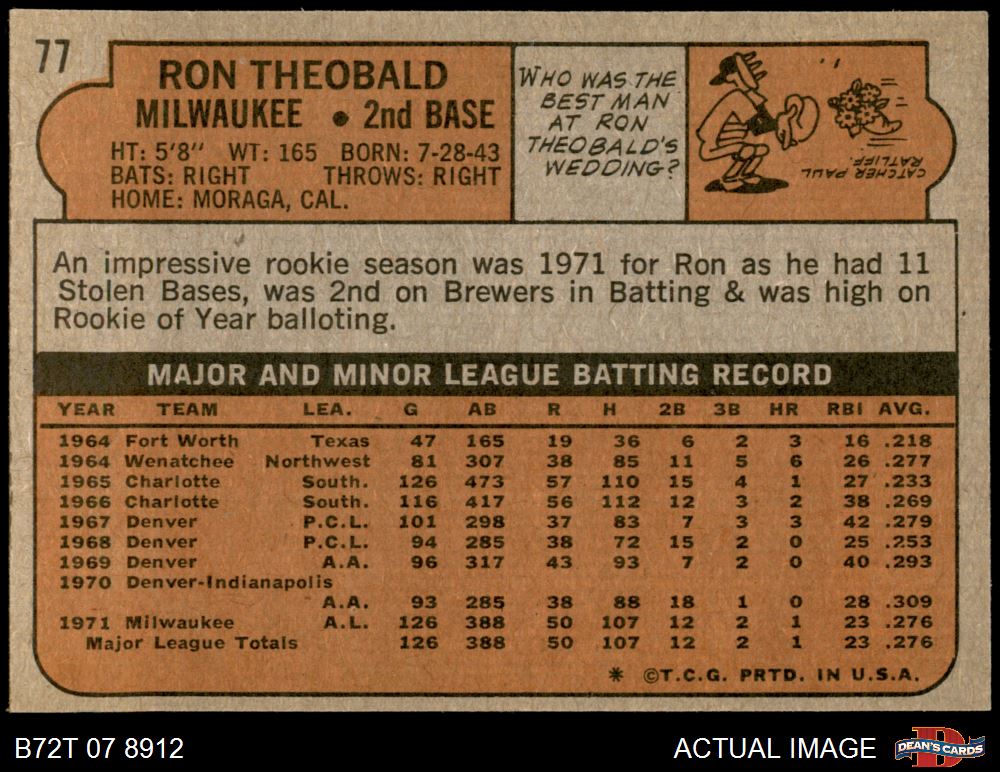 77
RON THEOBALD
MILWAUKEE • 2nd BASE
HT: 5'8" WT: 165 BORN: 7-28-43
BATS: RIGHT THROWS: RIGHT
HOME: MORAGA, CAL.
WHO WAS THE
BEST MAN
AT RON
THEOBALD'S
WEDDING?
CATCHER PAUL
RATLIFF.
An impressive rookie season was 1971 for Ron as he had 11
Stolen Bases, was 2nd on Brewers in Batting & was high on
Rookie of Year balloting.
MAJOR AND MINOR LEAGUE BATTING RECORD
YEAR TEAM LEA. G AB R H 2B 3B HR RBI AVG.
1964 Fort Worth Texas 47 165 19 36 6 2 3 16 .218
1964 Wenatchee Northwest 81 307 38 85 11 5 6 26 .277
1965 Charlotte South. 126 473 57 110 15 4 1 27 .233
1966 Charlotte South. 116 417 56 112 12 3 2 38 .269
1967 Denver P.C.L. 101 298 37 83 7 3 3 42 .279
1968 Denver P.C.L. 94 285 38 72 15 2 0 25 .253
1969 Denver A.A. 96 317 43 93 7 2 0 40 .293
1970 Denver-Indianapolis
A.A. 93 285 38 88 18 1 0 28 .309
1971 Milwaukee A.L. 126 388 50 107 12 2 1 23 .276
Major League Totals 126 388 50 107 12 2 1 23 .276
* ©T.C.G. PRTD. IN U.S.A.
B72T 07 8912
ACTUAL IMAGE
DEAN'S CARDS